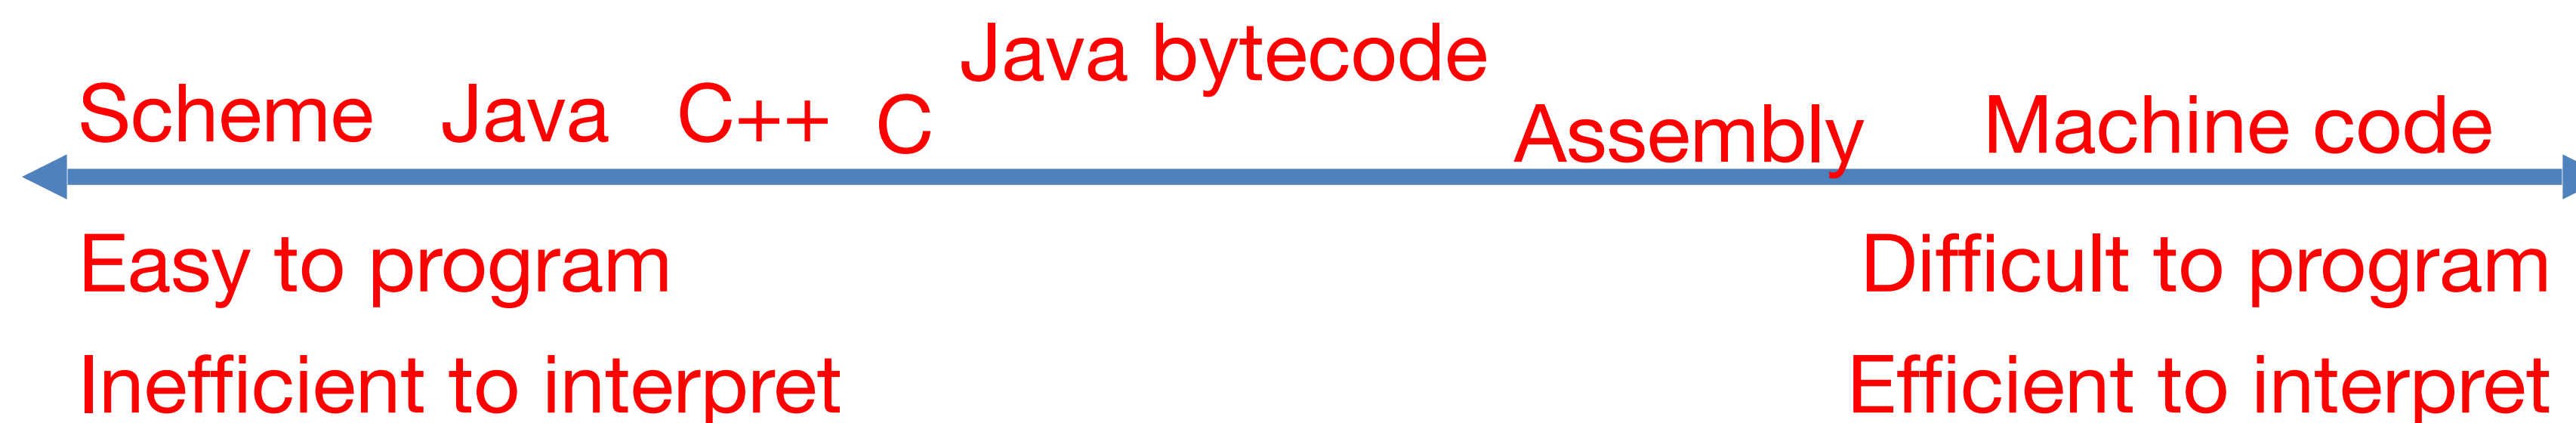 Java bytecode
Scheme Java C++ C Assembly Machine code
Easy to program Difficult to program
Inefficient to interpret Efficient to interpret